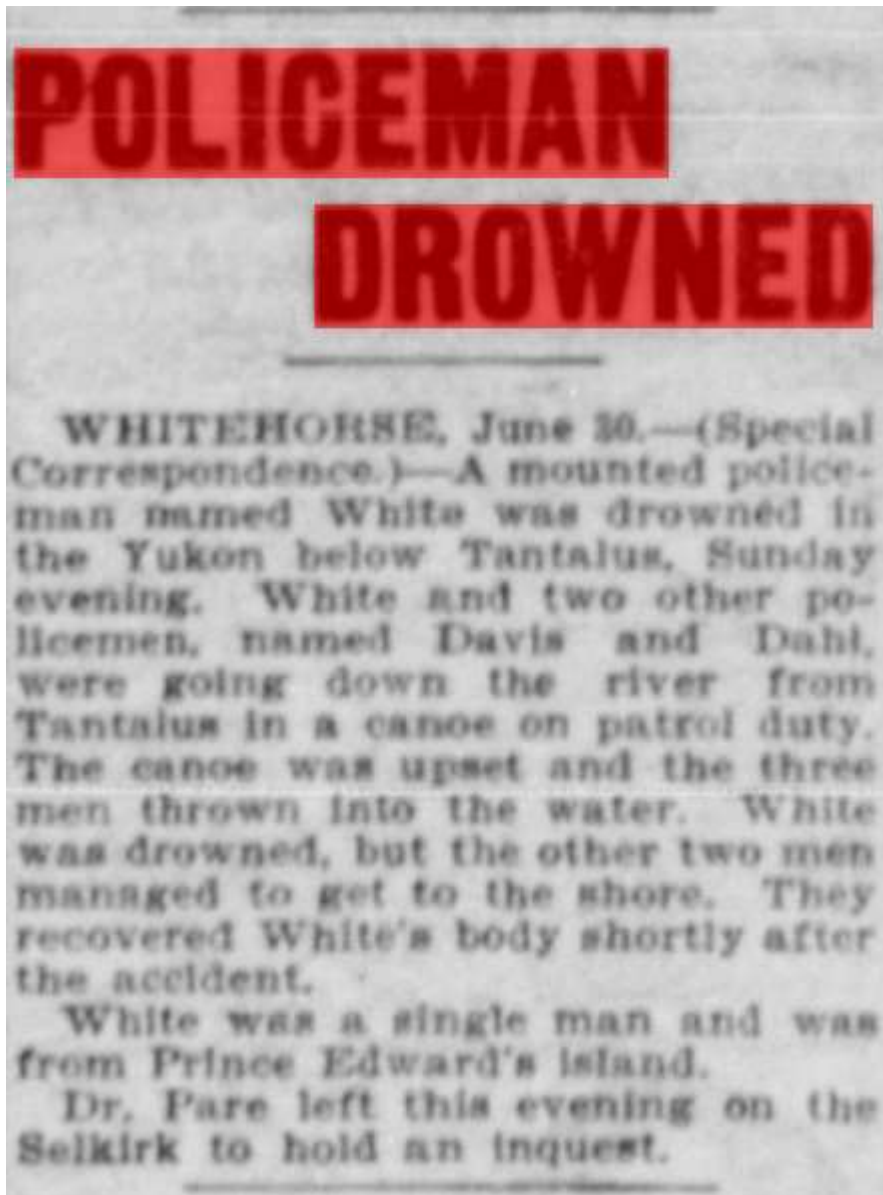 POLICEMAN
DROWNED
WHITEHORSE, June 30.—(Special
Correspondence.)—A mounted police-
man named White was drowned in
the Yukon below Tantalus, Sunday
evening. White and two other po-
licemen, named Davis and Dahl,
were going down the river from
Tantalus in a canoe on patrol duty.
The canoe was upset and the three
men thrown into the water. White
was drowned, but the other two men
managed to get to the shore. They
recovered White's body shortly after
the accident.
White was a single man and was
from Prince Edward's island.
Dr. Pare left this evening on the
Selkirk to hold an inquest.